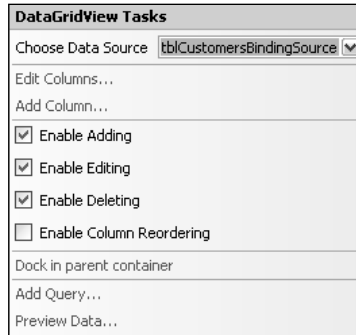 DataGridView Tasks
Choose Data Source tblCustomersBindingSource
Edit Columns...
Add Column...
Enable Adding
Enable Editing
Enable Deleting
Enable Column Reordering
Dock in parent container
Add Query...
Preview Data...